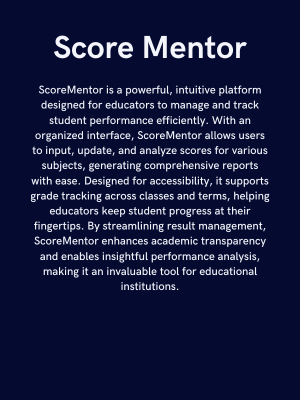 Score Mentor
ScoreMentor is a powerful, intuitive platform
designed for educators to manage and track
student performance efficiently. With an
organized interface, ScoreMentor allows users
to input, update, and analyze scores for various
subjects, generating comprehensive reports
with ease. Designed for accessibility, it supports
grade tracking across classes and terms, helping
educators keep student progress at their
fingertips. By streamlining result management,
ScoreMentor enhances academic transparency
and enables insightful performance analysis,
making it an invaluable tool for educational
institutions.